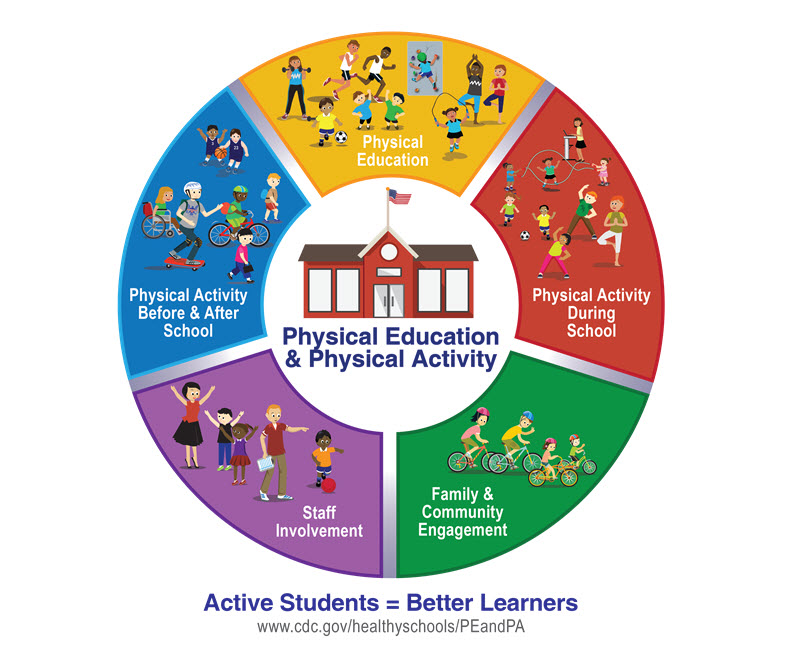 Physical
Education
Physical Activity
Before & After
School
Physical Activity
During
School
Physical Education
& Physical Activity
Staff
Involvement
Family &
Community
Engagement
Active Students = Better Learners
www.cdc.gov/healthyschools/PEandPA